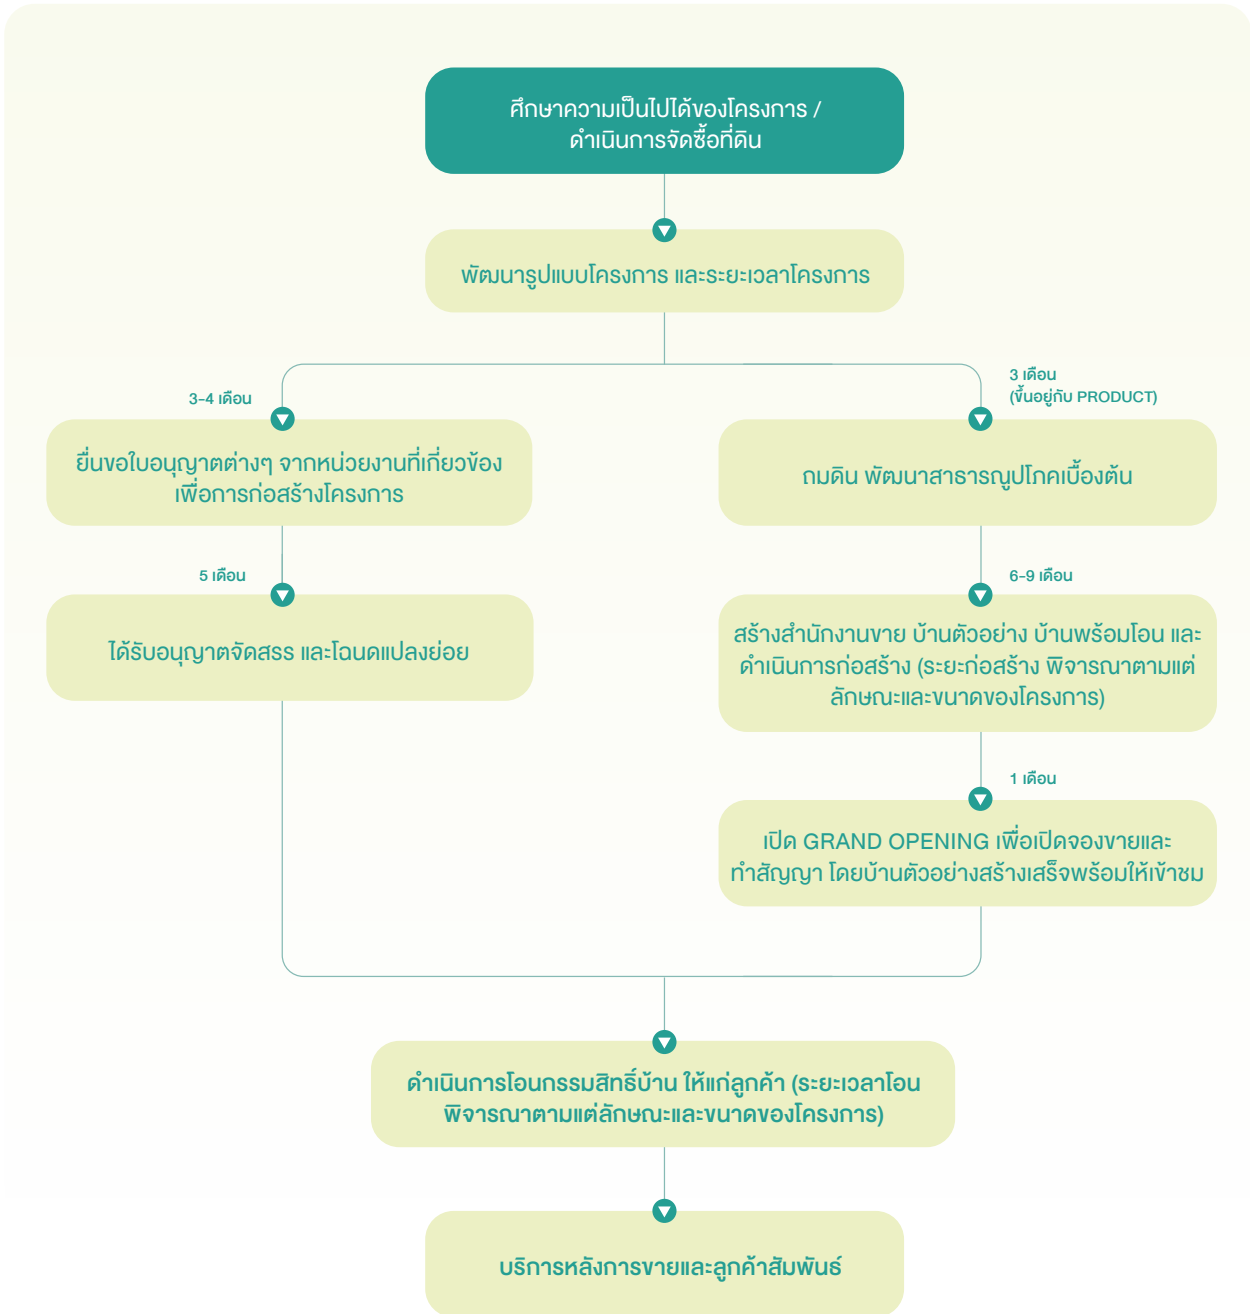 ศึกษาความเป็นไปได้ของโครงการ /
ดำเนินการจัดซื้อที่ดิน
พัฒนารูปแบบโครงการ และระยะเวลาโครงการ
3-4 เดือน
ยื่นขอใบอนุญาตต่างๆ จากหน่วยงานที่เกี่ยวข้อง
เพื่อการก่อสร้างโครงการ
5 เดือน
ได้รับอนุญาตจัดสรร และโฉนดแปลงย่อย
3 เดือน
(ขึ้นอยู่กับ PRODUCT)
ถมดิน พัฒนาสาธารณูปโภคเบื้องต้น
6-9 เดือน
สร้างสำนักงานขาย บ้านตัวอย่าง บ้านพร้อมโอน และ
ดำเนินการก่อสร้าง (ระยะก่อสร้าง พิจารณาตามแต่
ลักษณะและขนาดของโครงการ)
1 เดือน
เปิด GRAND OPENING เพื่อเปิดจองขายและ
ทำสัญญา โดยบ้านตัวอย่างสร้างเสร็จพร้อมให้เข้าชม
ดำเนินการโอนกรรมสิทธิ์บ้าน ให้แก่ลูกค้า (ระยะเวลาโอน
พิจารณาตามแต่ลักษณะและขนาดของโครงการ)
บริการหลังการขายและลูกค้าสัมพันธ์